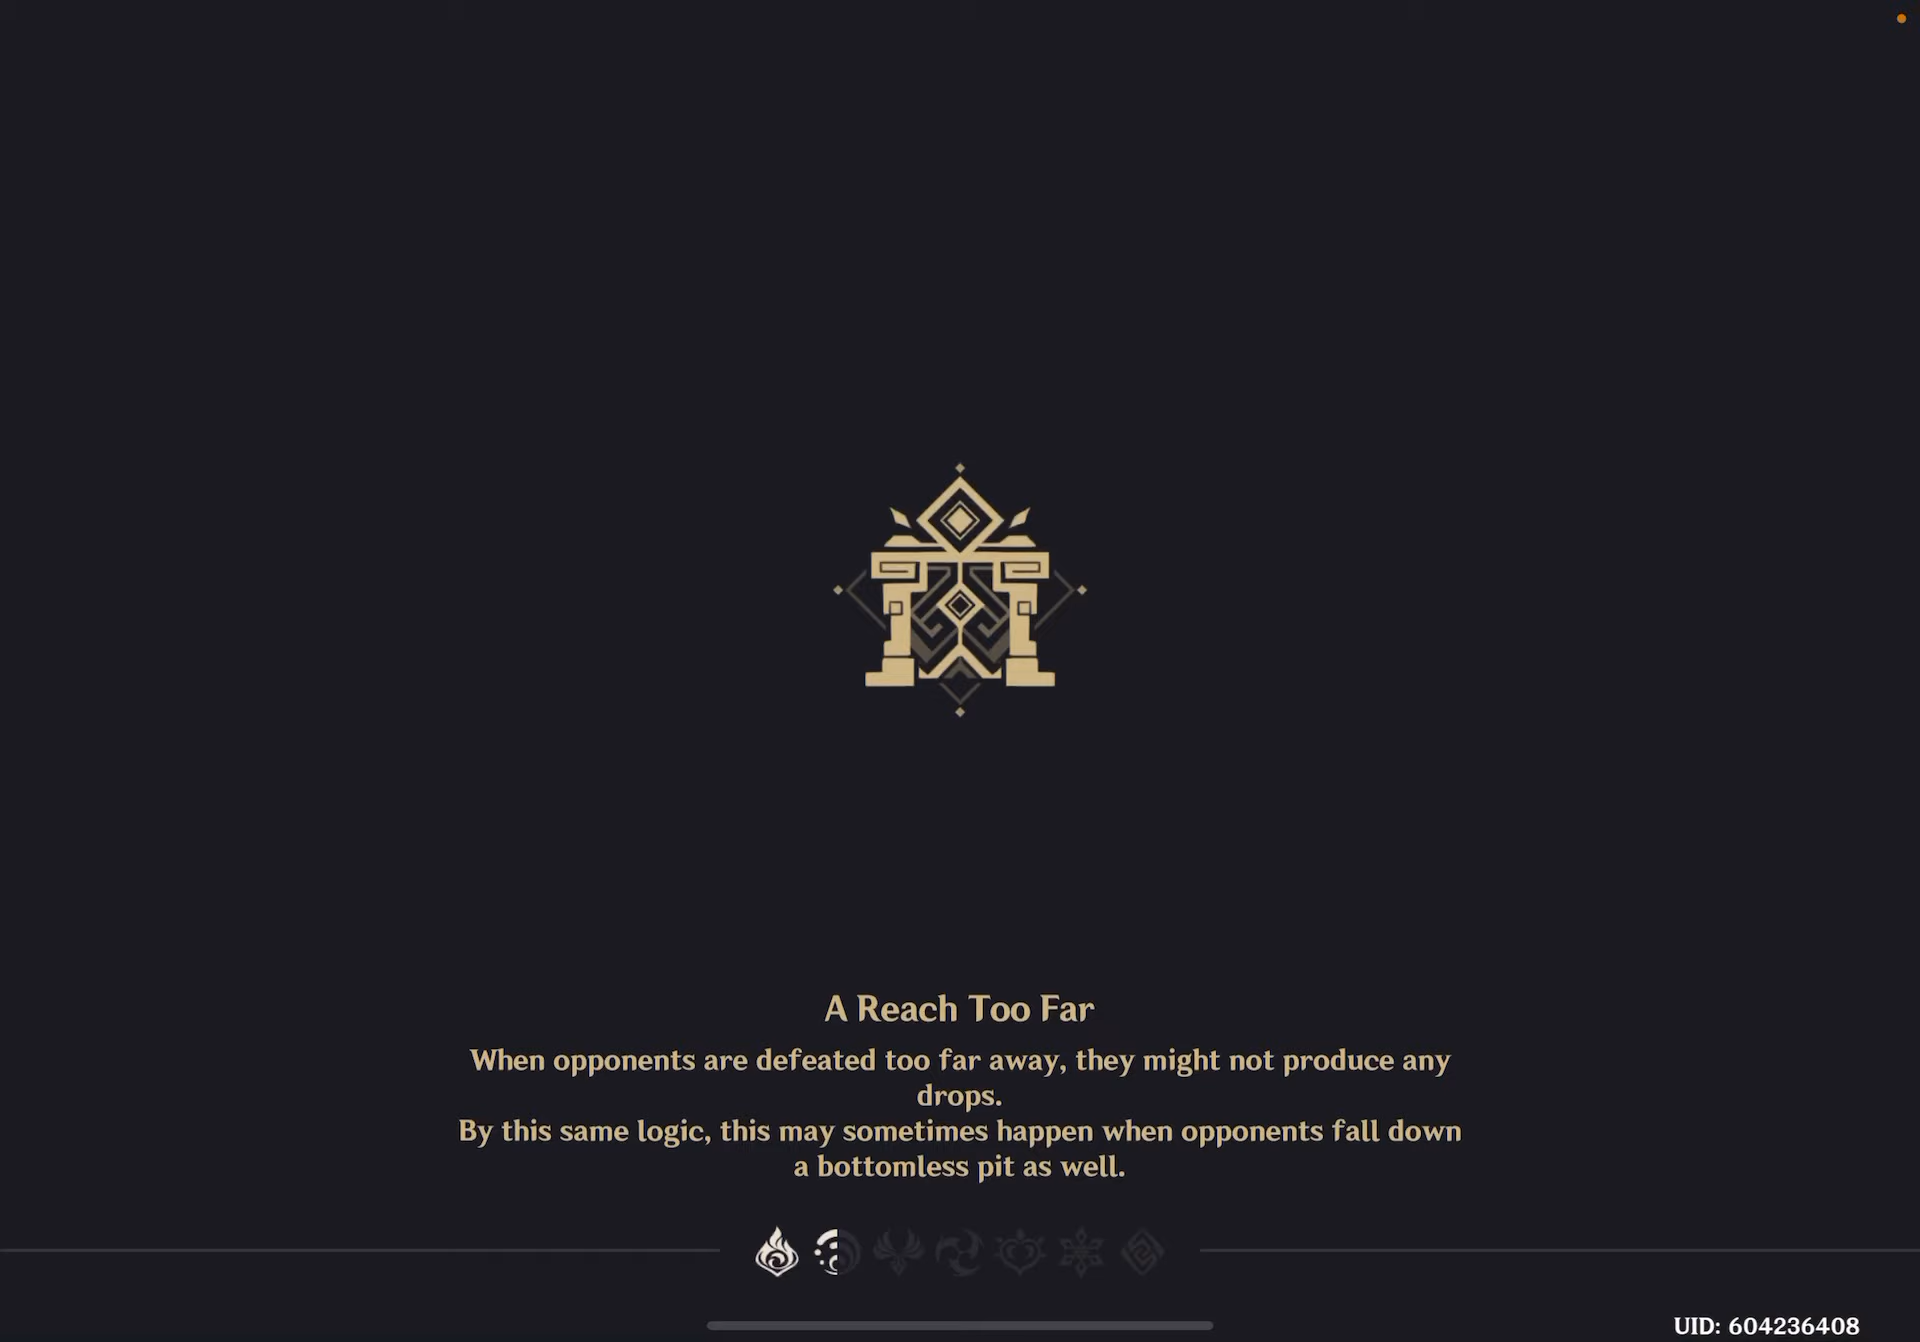 A Reach Too Far
When opponents are defeated too far away, they might not produce any
drops.
By this same logic, this may sometimes happen when opponents fall down
a bottomless pit as well.
UID: 604236408